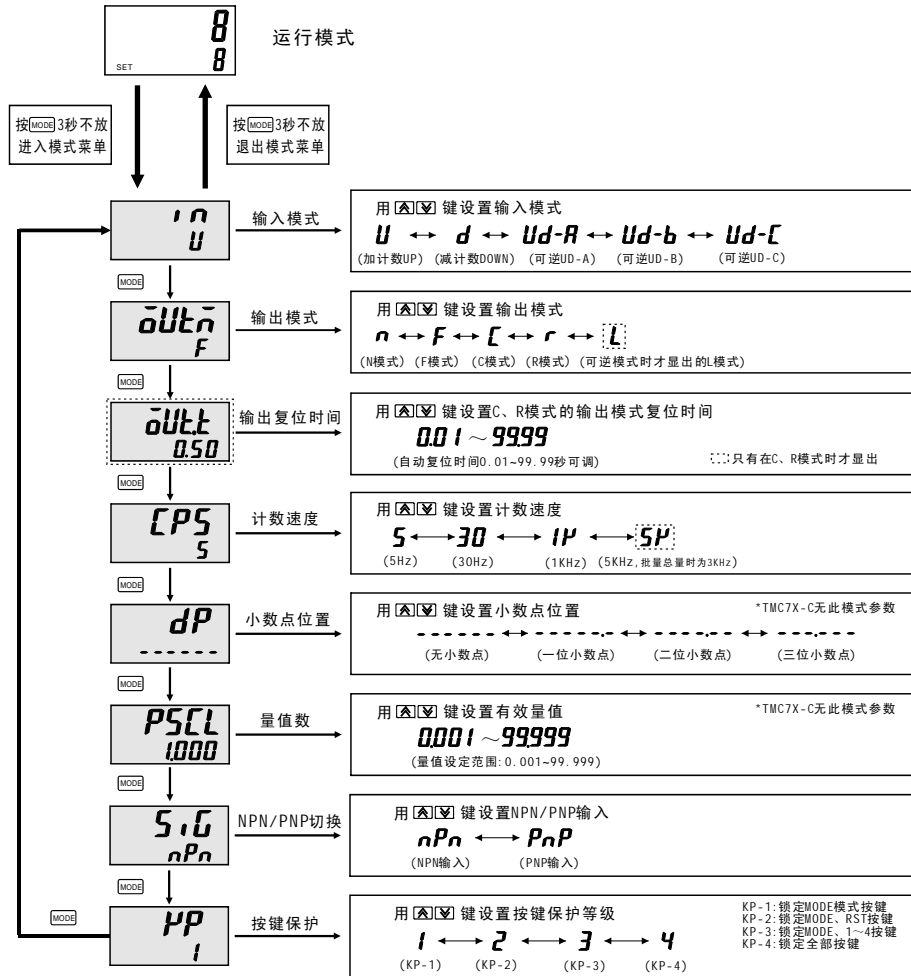 8
8
SET
运行模式
按MODE3秒不放
进入模式菜单
按MODE3秒不放
退出模式菜单
in
U
输入模式
用 键设置输入模式
U ↔ d ↔ Ud-A ↔ Ud-b ↔ Ud-C
(加计数UP) (减计数DOWN) (可逆UD-A) (可逆UD-B) (可逆UD-C)
MODE
oUtm
F
输出模式
用 键设置输出模式
n ↔ F ↔ C ↔ r ↔ L
(N模式) (F模式) (C模式) (R模式) (可逆模式时才显出的L模式)
MODE
oUt.t
0.50
输出复位时间
用 键设置C、R模式的输出模式复位时间
0.01～99.99
(自动复位时间0.01~99.99秒可调)
只有在C、R模式时才显出
MODE
CPS
5
计数速度
用 键设置计数速度
5 ↔ 30 ↔ 1K ↔ 5K
(5Hz) (30Hz) (1KHz) (5KHz,批量总量时为3KHz)
MODE
dP
------
小数点位置
用 键设置小数点位置
*TMC7X-C无此模式参数
------ ↔ -----.- ↔ ----.-- ↔ ---.---
(无小数点) (一位小数点) (二位小数点) (三位小数点)
MODE
PSCL
1.000
量值数
用 键设置有效量值
*TMC7X-C无此模式参数
0.001～99.999
(量值设定范围:0.001~99.999)
MODE
SiG
nPn
NPN/PNP切换
用 键设置NPN/PNP输入
nPn ↔ PnP
(NPN输入) (PNP输入)
MODE
MODE
KP
1
按键保护
用 键设置按键保护等级
1 ↔ 2 ↔ 3 ↔ 4
(KP-1) (KP-2) (KP-3) (KP-4)
KP-1:锁定MODE模式按键
KP-2:锁定MODE、RST按键
KP-3:锁定MODE、1～4按键
KP-4:锁定全部按键